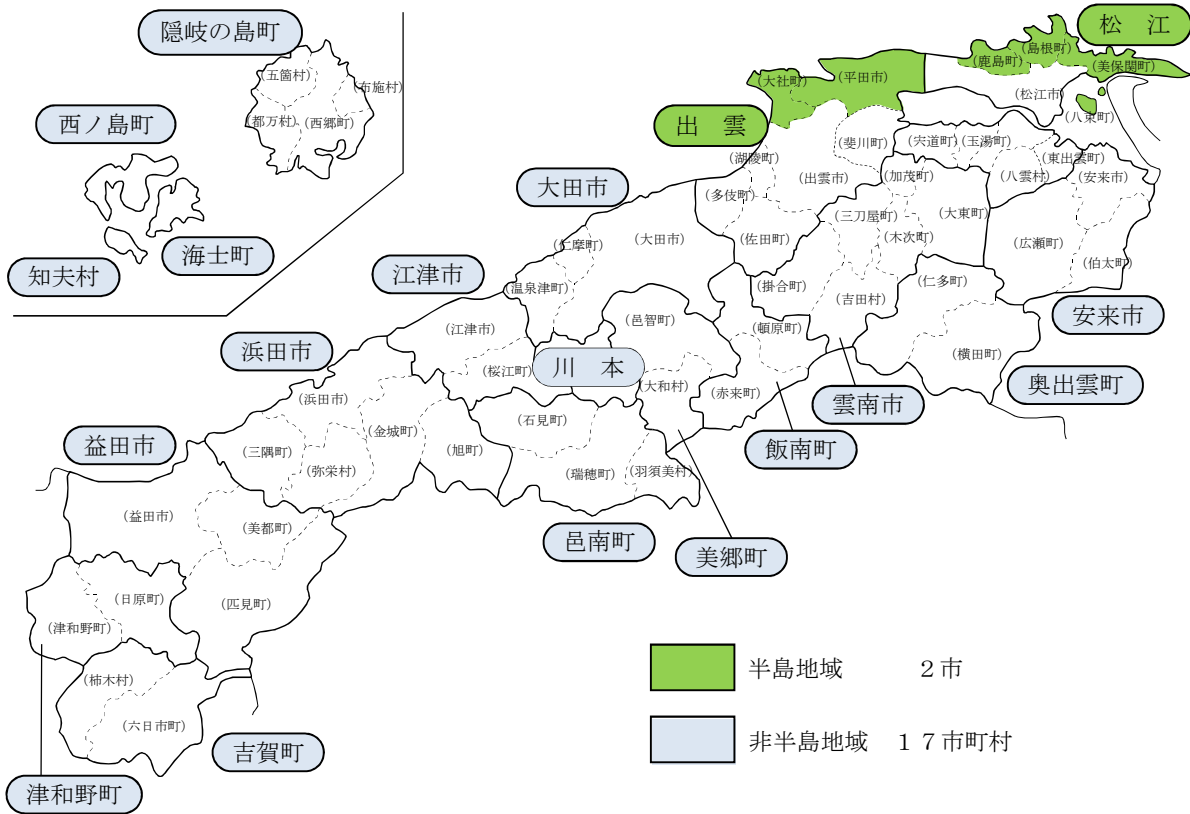 隠岐の島町
(五箇村)
(布施村)
(都万村)
(西郷町)
西ノ島町
海士町
知夫村
松　江
(島根町)
(鹿島町)
(美保関町)
(松江市)
(八束町)
(大社町)
(平田市)
出　雲
(斐川町)
(宍道町)
(玉湯町)
(東出雲町)
(八雲村)
(安来市)
(湖陵町)
(出雲市)
(加茂町)
(多伎町)
(三刀屋町)
(大東町)
(佐田町)
(木次町)
(広瀬町)
(伯太町)
大田市
(仁摩町)
(大田市)
(温泉津町)
(掛合町)
(吉田村)
(仁多町)
(横田町)
安来市
奥出雲町
雲南市
江津市
(江津市)
(邑智町)
(頓原町)
(桜江町)
川　本
(大和村)
(赤来町)
飯南町
浜田市
(浜田市)
(金城町)
(石見町)
(三隅町)
(弥栄村)
(旭町)
(瑞穂町)
(羽須美村)
邑南町
美郷町
益田市
(益田市)
(美都町)
(日原町)
(匹見町)
(津和野町)
(柿木村)
(六日市町)
吉賀町
津和野町
半島地域　　　２市
非半島地域　１７市町村